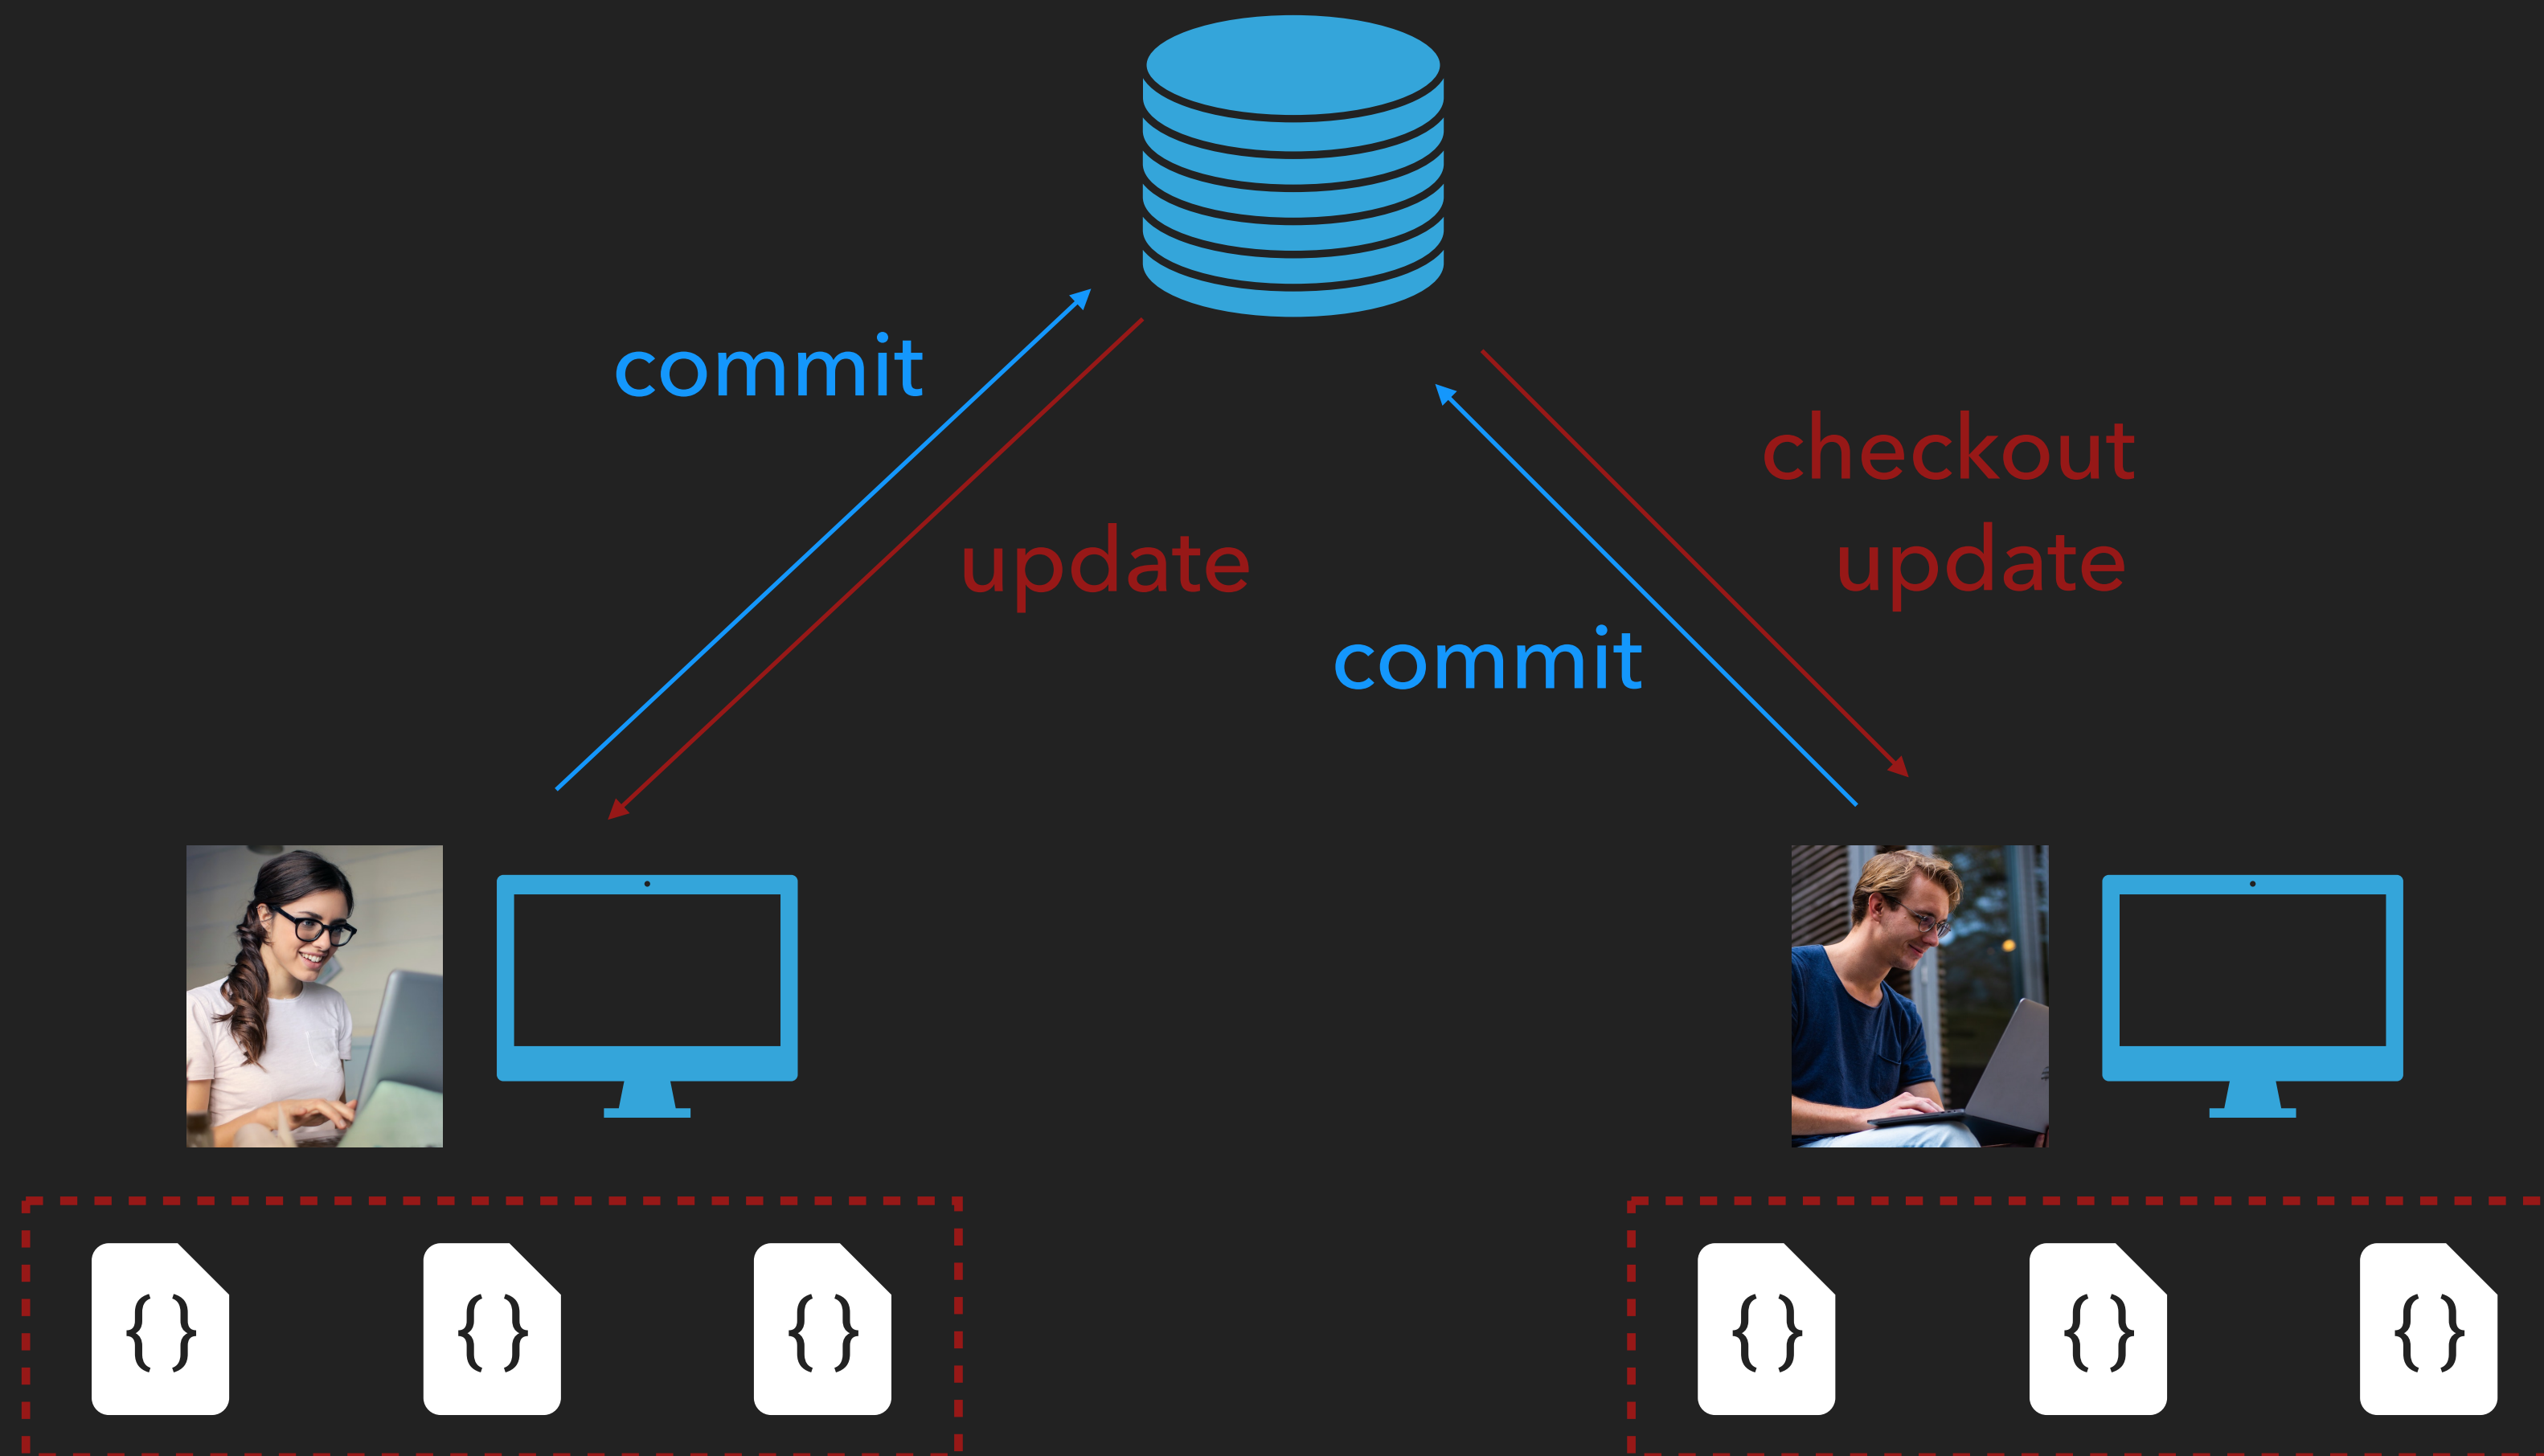 commit
checkout
update
update
commit
{ }
{ }
{ }
{ }
{ }
{ }